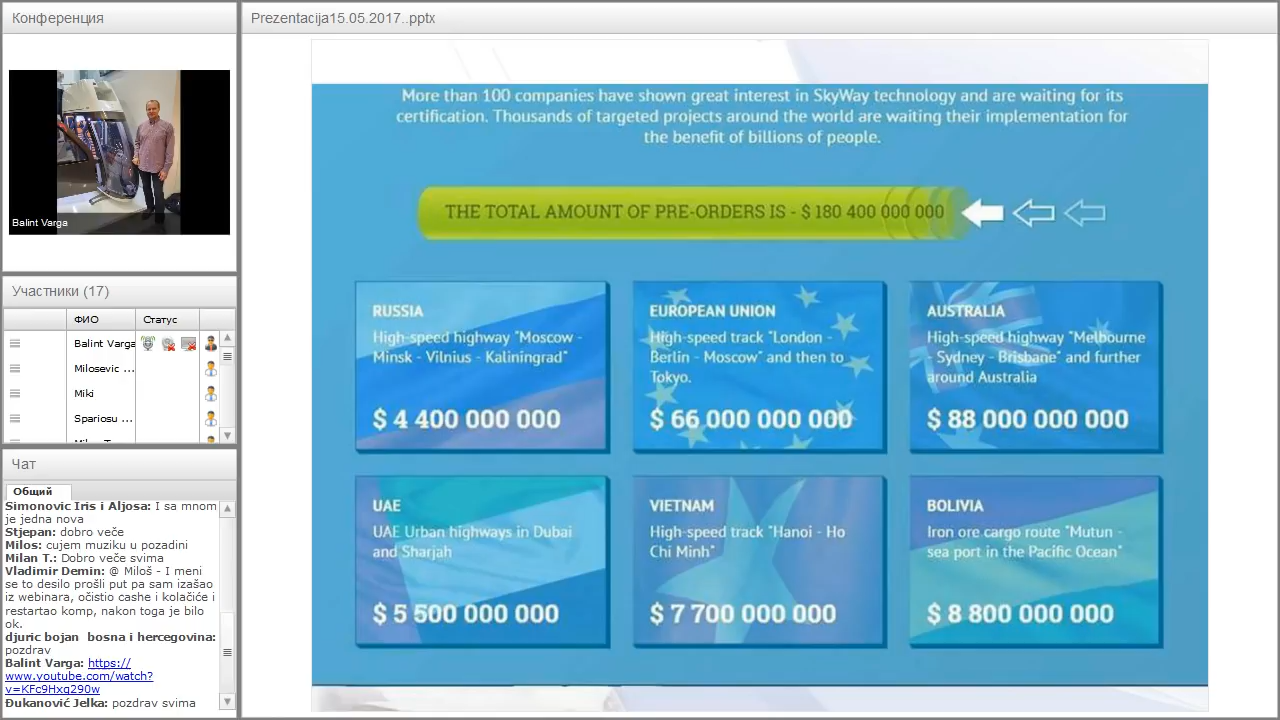 Конференция
Balint Varga
Участники (17)
ФИО
Статус
Balint Varga
Milosevic ...
Miki
Spariosu ...
Чат
Общий
Simonovic Iris i Aljosa: I sa mnom
je jedna nova
Stjepan: dobro veče
Milos: cujem muziku u pozadini
Milan T.: Dobro veče svima
Vladimir Demin: @ Miloš - I meni
se to desilo prošli put pa sam izašao
iz webinara, očistio cashe i kolačiće i
restartao komp, nakon toga je bilo
ok.
djuric bojan bosna i hercegovina:
pozdrav
Balint Varga: https://
www.youtube.com/watch?
v=KFc9Hxq290w
Đukanović Jelka: pozdrav svima
Prezentacija15.05.2017..pptx
More than 100 companies have shown great interest in SkyWay technology and are waiting for its
certification. Thousands of targeted projects around the world are waiting their implementation for
the benefit of billions of people.
THE TOTAL AMOUNT OF PRE-ORDERS IS - $ 180 400 000 000
RUSSIA
High-speed highway "Moscow -
Minsk - Vilnius - Kaliningrad"
$ 4 400 000 000
EUROPEAN UNION
High-speed track "London -
Berlin - Moscow" and then to
Tokyo.
$ 66 000 000 000
AUSTRALIA
High-speed highway "Melbourne
- Sydney - Brisbane" and further
around Australia
$ 88 000 000 000
UAE
UAE Urban highways in Dubai
and Sharjah
$ 5 500 000 000
VIETNAM
High-speed track "Hanoi - Ho
Chi Minh"
$ 7 700 000 000
BOLIVIA
Iron ore cargo route "Mutun -
sea port in the Pacific Ocean"
$ 8 800 000 000